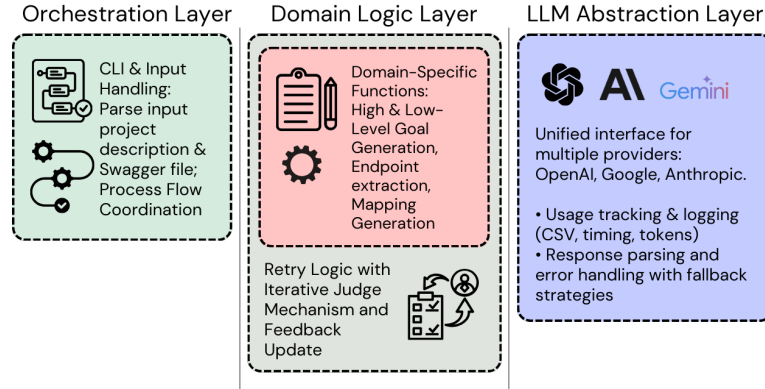 Orchestration Layer
CLI & Input
Handling:
Parse input
project
description &
Swagger file;
Process Flow
Coordination
Domain Logic Layer
Domain-Specific
Functions:
High & Low-
Level Goal
Generation,
Endpoint
extraction,
Mapping
Generation
Retry Logic with
Iterative Judge
Mechanism and
Feedback
Update
LLM Abstraction Layer
AI Gemini
Unified interface for
multiple providers:
OpenAI, Google, Anthropic.
• Usage tracking & logging
(CSV, timing, tokens)
• Response parsing and
error handling with fallback
strategies